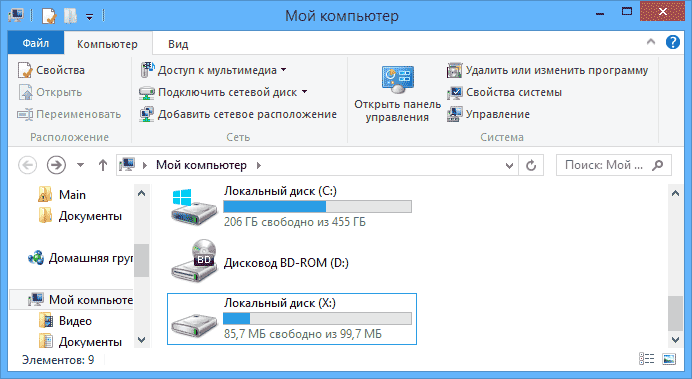 Мой компьютер
Файл
Компьютер
Вид
Свойства
Открыть
Переименовать
Расположение
Доступ к мультимедиа
Подключить сетевой диск
Добавить сетевое расположение
Сеть
Открыть панель
управления
Удалить или изменить программу
Свойства системы
Управление
Система
Мой компьютер
Поиск: Мой ...
Main
Документы
Домашняя груп
Мой компьюте
Видео
Документы
Локальный диск (C:)
206 ГБ свободно из 455 ГБ
BD
Дисковод BD-ROM (D:)
Локальный диск (X:)
85,7 МБ свободно из 99,7 МБ
Элементов: 9